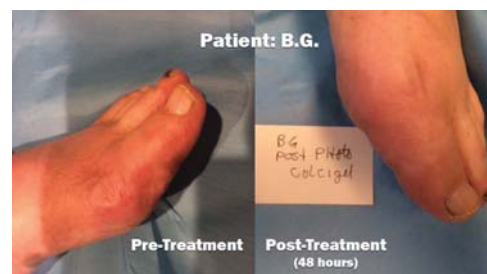 Patient: B.G.
BG
Post Photo
Colcigel
Pre-Treatment
Post-Treatment
(48 hours)